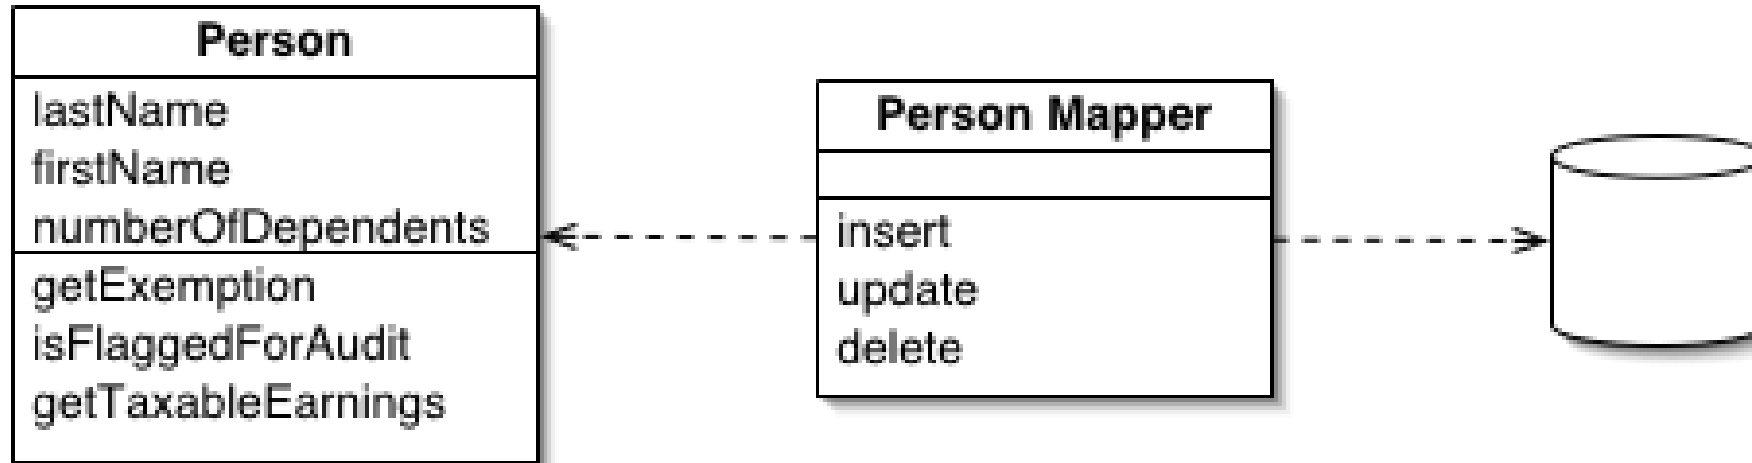 Person
lastName
firstName
numberOfDependents
getExemption
isFlaggedForAudit
getTaxableEarnings
Person Mapper
insert
update
delete